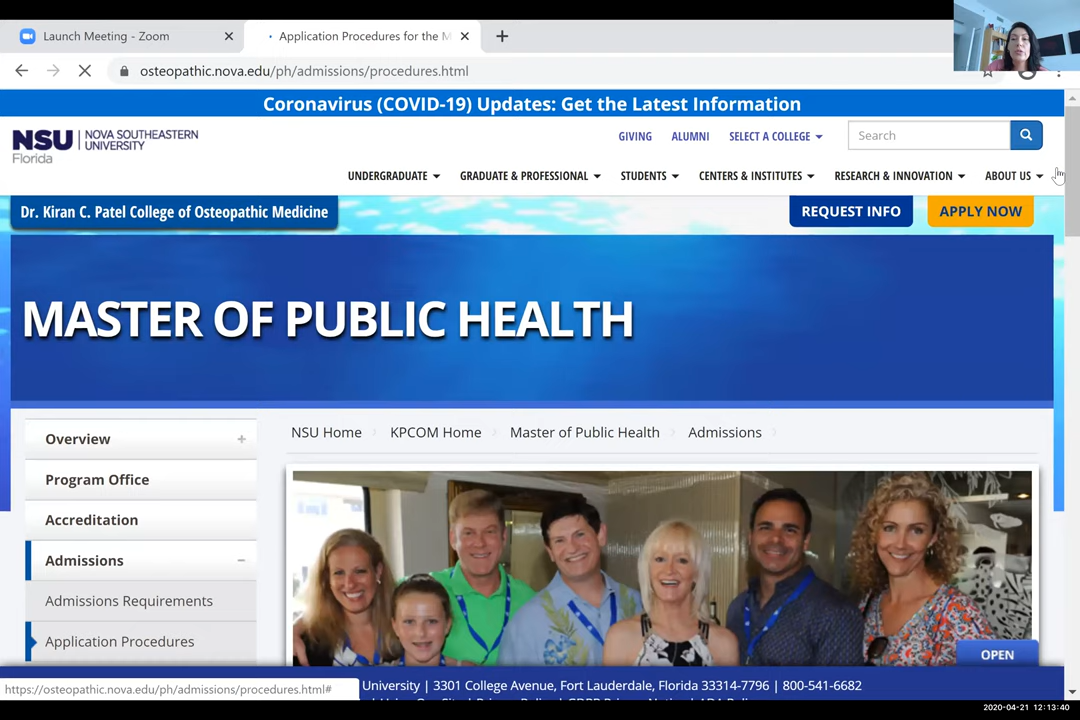 Launch Meeting - Zoom
Application Procedures for the M
osteopathic.nova.edu/ph/admissions/procedures.html
Coronavirus (COVID-19) Updates: Get the Latest Information
NSU
Florida
NOVA SOUTHEASTERN
UNIVERSITY
GIVING
ALUMNI
SELECT A COLLEGE
Search
UNDERGRADUATE
GRADUATE & PROFESSIONAL
STUDENTS
CENTERS & INSTITUTES
RESEARCH & INNOVATION
ABOUT US
Dr. Kiran C. Patel College of Osteopathic Medicine
REQUEST INFO
APPLY NOW
MASTER OF PUBLIC HEALTH
Overview
Program Office
Accreditation
Admissions
Admissions Requirements
Application Procedures
NSU Home
KPCOM Home
Master of Public Health
Admissions
OPEN
https://osteopathic.nova.edu/ph/admissions/procedures.html#
University | 3301 College Avenue, Fort Lauderdale, Florida 33314-7796 | 800-541-6682
2020-04-21 12:13:40